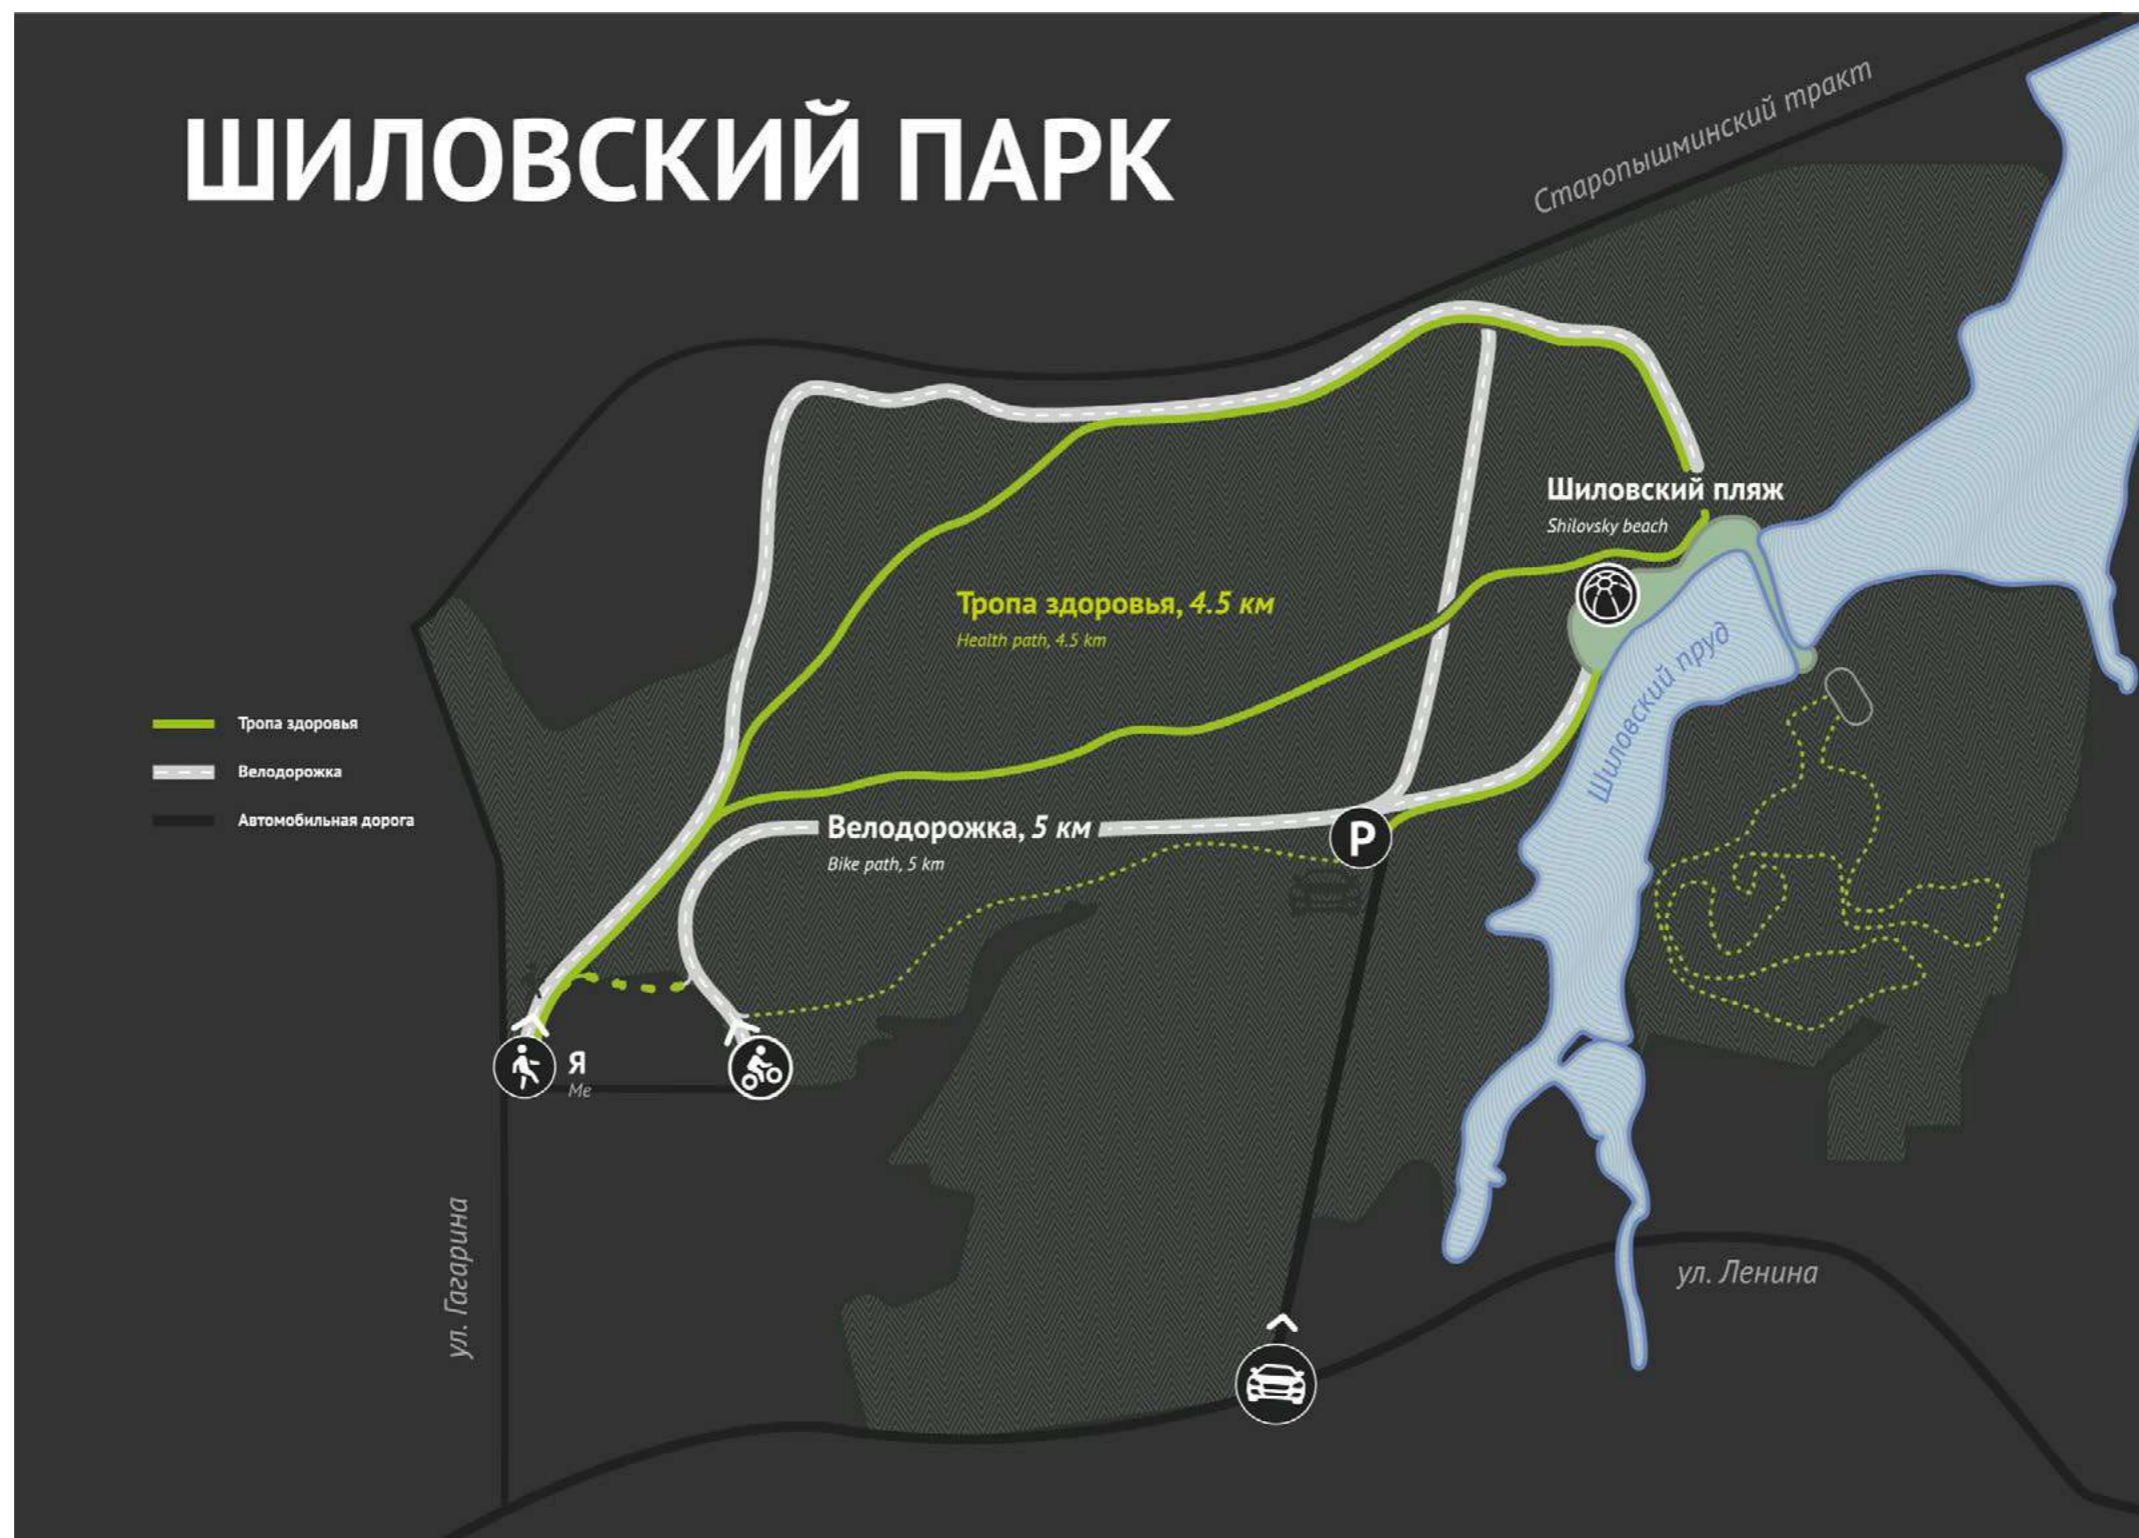 ШИЛОВСКИЙ ПАРК
Старопышминский тракт
Шиловский пляж
Shilovsky beach
Тропа здоровья, 4.5 км
Health path, 4.5 km
Шиловский пруд
Тропа здоровья
Велодорожка
Автомобильная дорога
Велодорожка, 5 км
Bike path, 5 km
P
Я
Me
ул. Гагарина
ул. Ленина